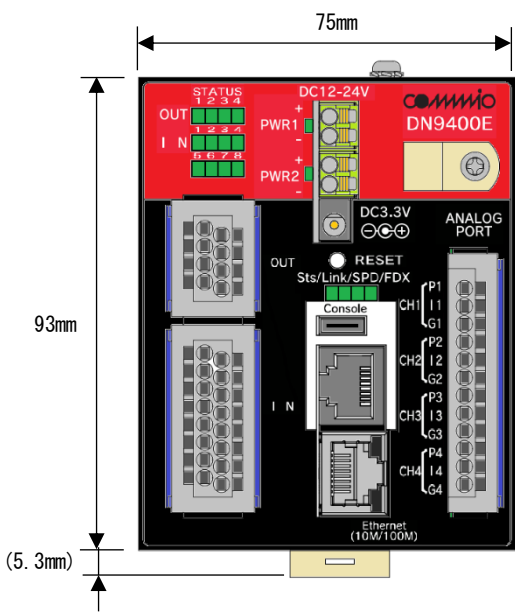 75mm
STATUS
1 2 3 4
OUT
1 2 3 4
I N
5 6 7 8
DC12-24V
+
PWR1
-
+
PWR2
-
commio
DN9400E
DC3.3V
- +
ANALOG
PORT
OUT
RESET
Sts/Link/SPD/FDX
Console
I N
CH1
P1
I1
G1
CH2
P2
I2
G2
CH3
P3
I3
G3
CH4
P4
I4
G4
Ethernet
(10M/100M)
93mm
(5.3mm)